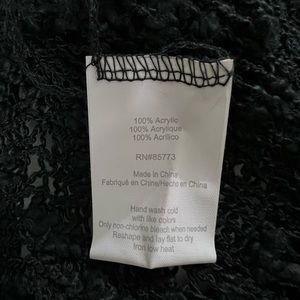 100% Acrylic
100% Acrylique
100% Acrilico
RN#85773
Made in China
Fabriqué en Chine/Hecho en China
Hand wash cold
with like colors
Only non-chlorine bleach when needed
Reshape and lay flat to dry
Iron low heat